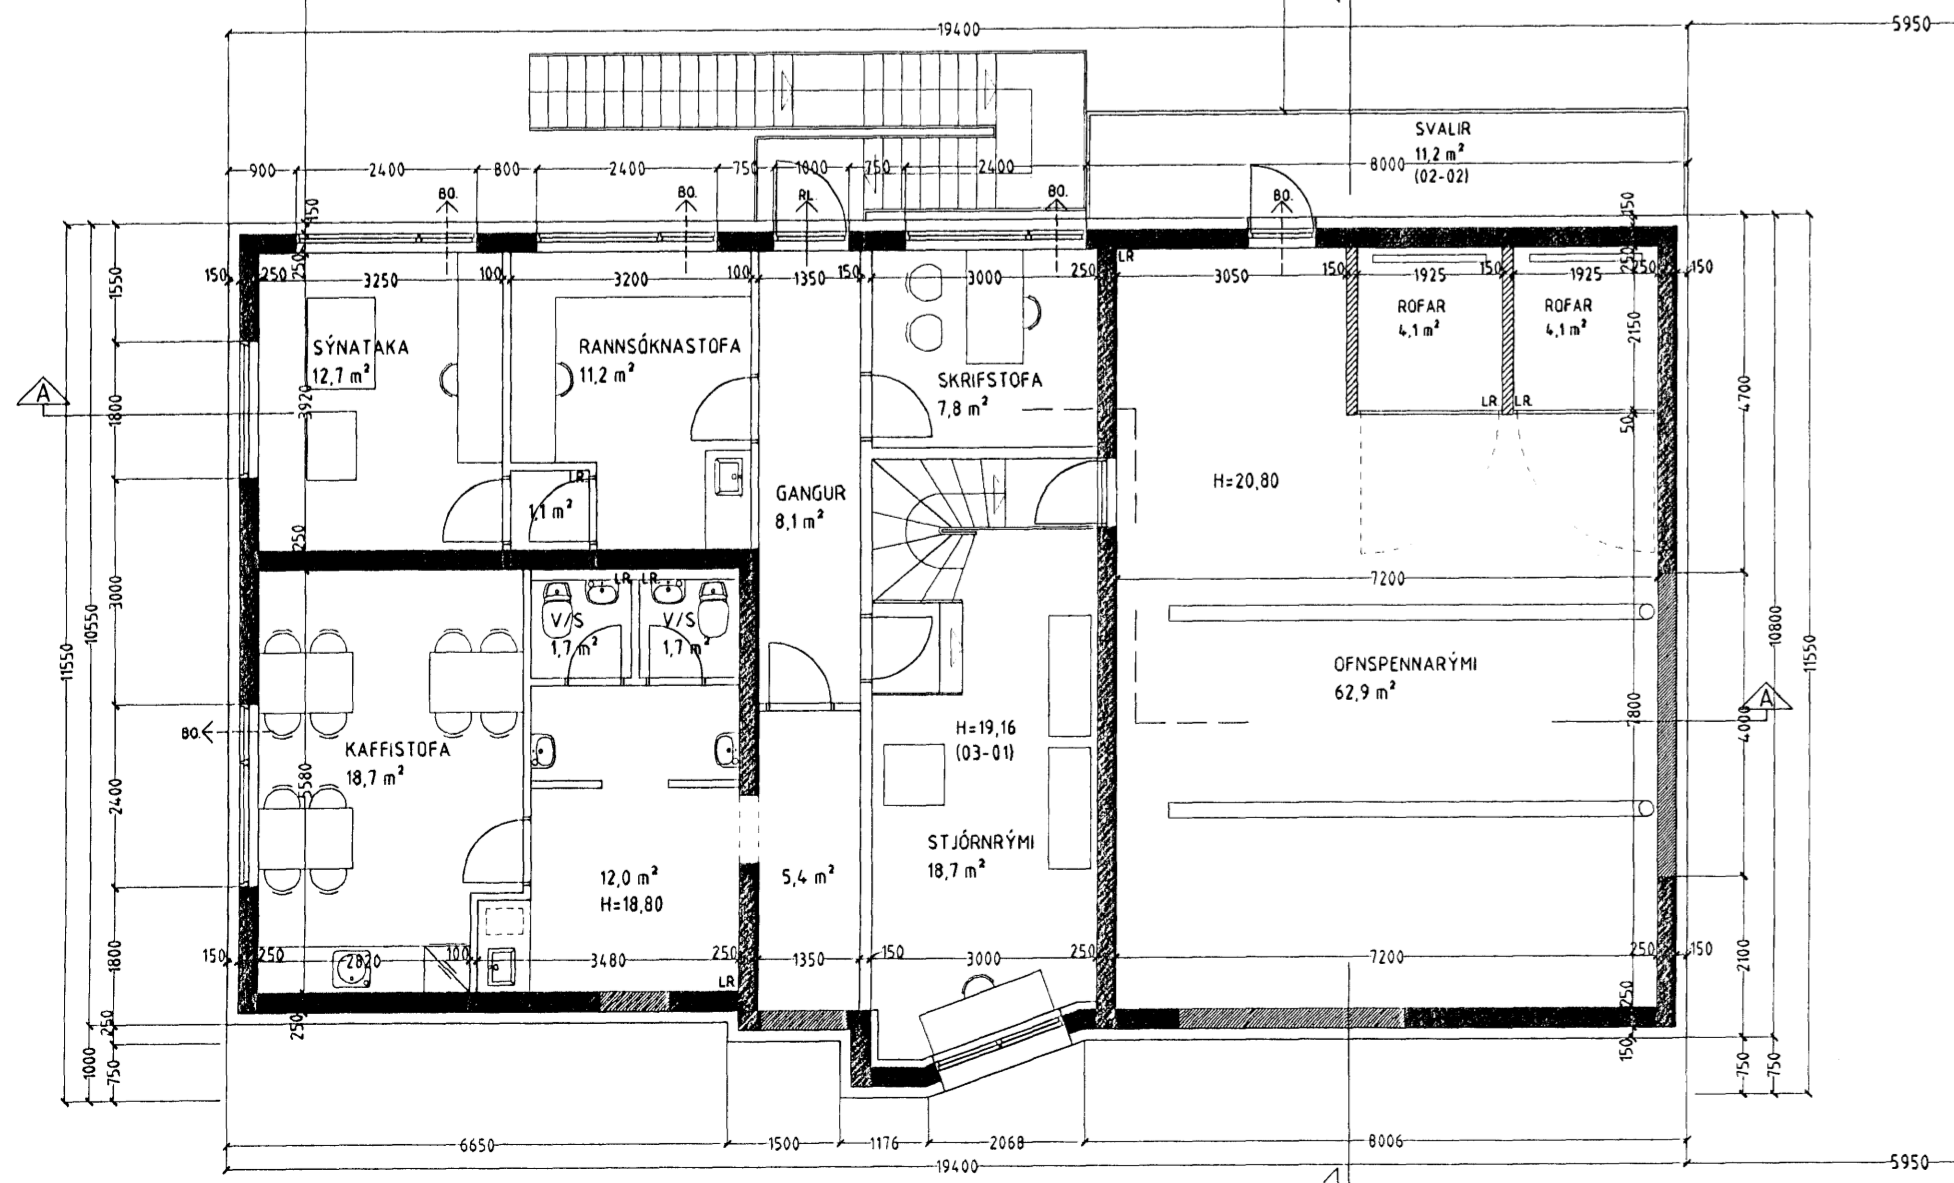 19400
5950
SVALIR
11,2 m²
8000
(02-02)
900
2400
800
2400
750
1000
750
2400
BO.
BO.
RL.
BO.
BO.
150
150
150
250
3250
100
3200
100
1350
150
3000
250
LR
3050
150
1925
150
1925
250
150
250
250
1550
SÝNATAKA
12,7 m²
RANNSÓKNASTOFA
11,2 m²
SKRIFSTOFA
7,8 m²
ROFAR
4,1 m²
ROFAR
4,1 m²
2150
LR
LR
50
4700
A
1800
3920
GANGUR
8,1 m²
LR
1,1 m²
H=20,80
250
7200
3000
10550
11550
LR
LR
V/S
1,7 m²
V/S
1,7 m²
10800
11550
OFNSPENNARÝMI
62,9 m²
A
7800
4000
BO.
KAFFISTOFA
18,7 m²
H=19,16
(03-01)
5580
2400
STJÓRNRÝMI
18,7 m²
12,0 m²
H=18,80
5,4 m²
1800
150
250
2820
100
3480
250
1350
150
3000
250
7200
250
150
2100
LR
250
250
250
150
1000
750
750
750
6650
1500
1176
2068
8006
19400
5950